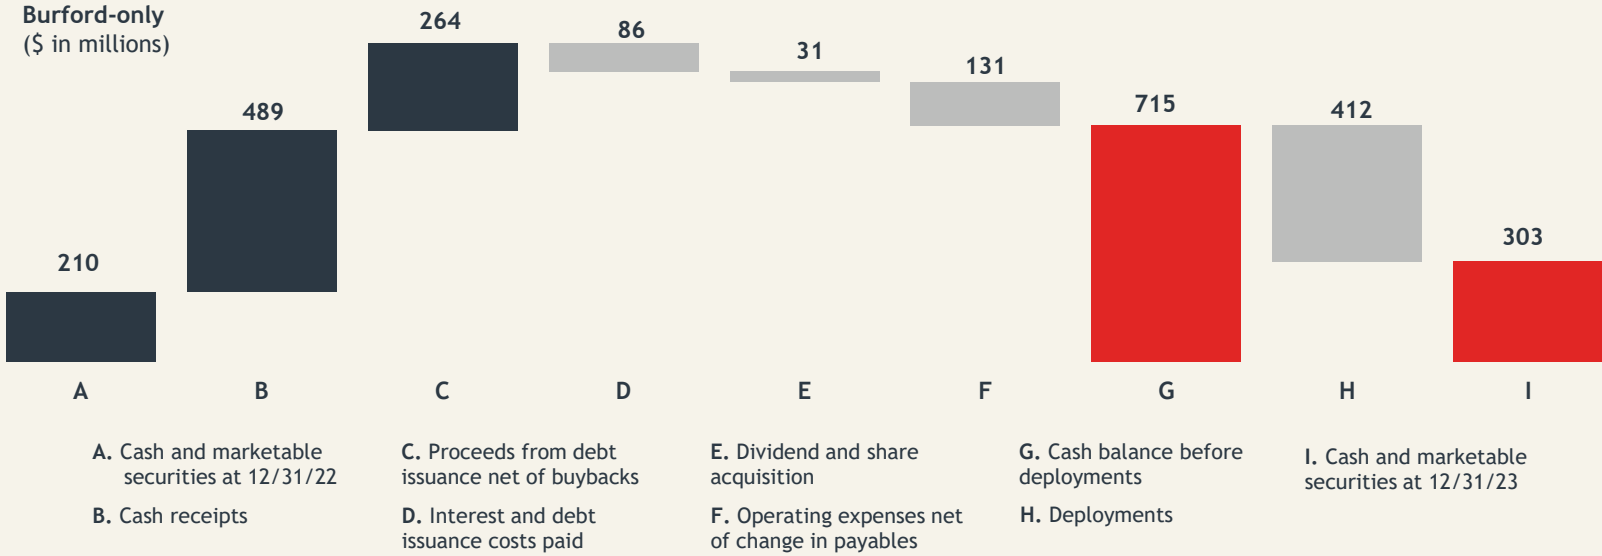 Burford-only
($ in millions)
210
489
264
86
31
131
715
412
303
A
B
C
D
E
F
G
H
I
A. Cash and marketable
securities at 12/31/22
B. Cash receipts
C. Proceeds from debt
issuance net of buybacks
D. Interest and debt
issuance costs paid
E. Dividend and share
acquisition
F. Operating expenses net
of change in payables
G. Cash balance before
deployments
H. Deployments
I. Cash and marketable
securities at 12/31/23